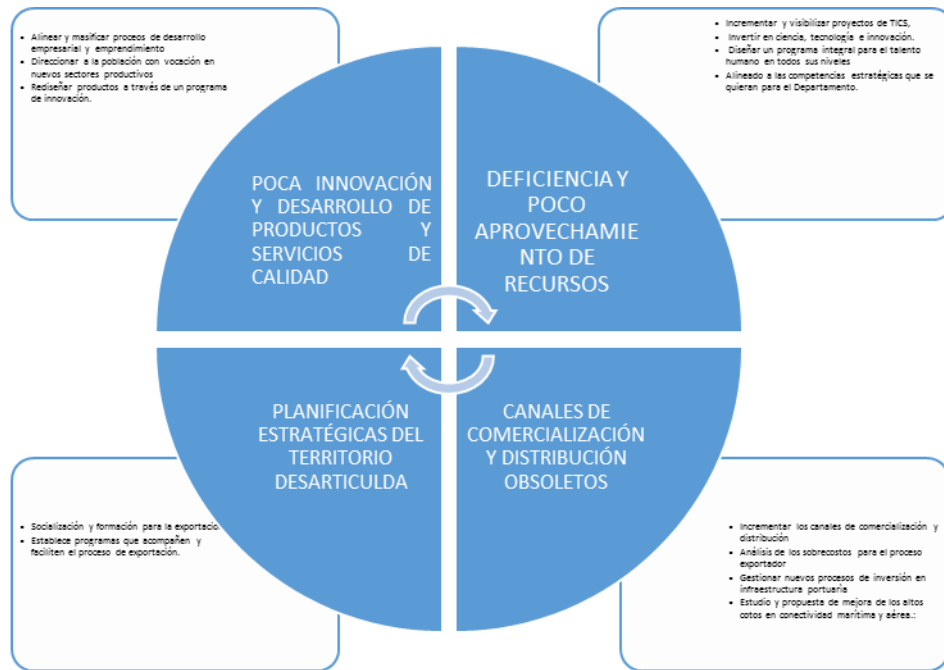 • Alinear y masificar proceos de desarrollo
empresarial y emprendimiento
• Direccionar a la población con vocación en
nuevos sectores productivos
• Rediseñar productos a través de un programa
de innovación.
• Incrementar y visibilizar proyectos de TICS,
• Invertir en ciencia, tecnología e innovación.
• Diseñar un programa integral para el talento
humano en todos sus niveles
• Alineado a las competencias estratégicas que se
quieran para el Departamento.
POCA INNOVACIÓN
Y DESARROLLO DE
PRODUCTOS Y
SERVICIOS DE
CALIDAD
DEFICIENCIA Y
POCO
APROVECHAMIE
NTO DE
RECURSOS
PLANIFICACIÓN
ESTRATÉGICAS DEL
TERRITORIO
DESARTICULDA
CANALES DE
COMERCIALIZACIÓN
Y DISTRIBUCIÓN
OBSOLETOS
• Socialización y formación para la exportació
• Establece programas que acompañen y
faciliten el proceso de exportación.
• Incrementar los canales de comercialización y
distribución
• Análisis de los sobrecostos para el proceso
exportador
• Gestionar nuevos procesos de inversión en
infraestructura portuaria
• Estudio y propuesta de mejora de los altos
cotos en conectividad marítima y aérea.: